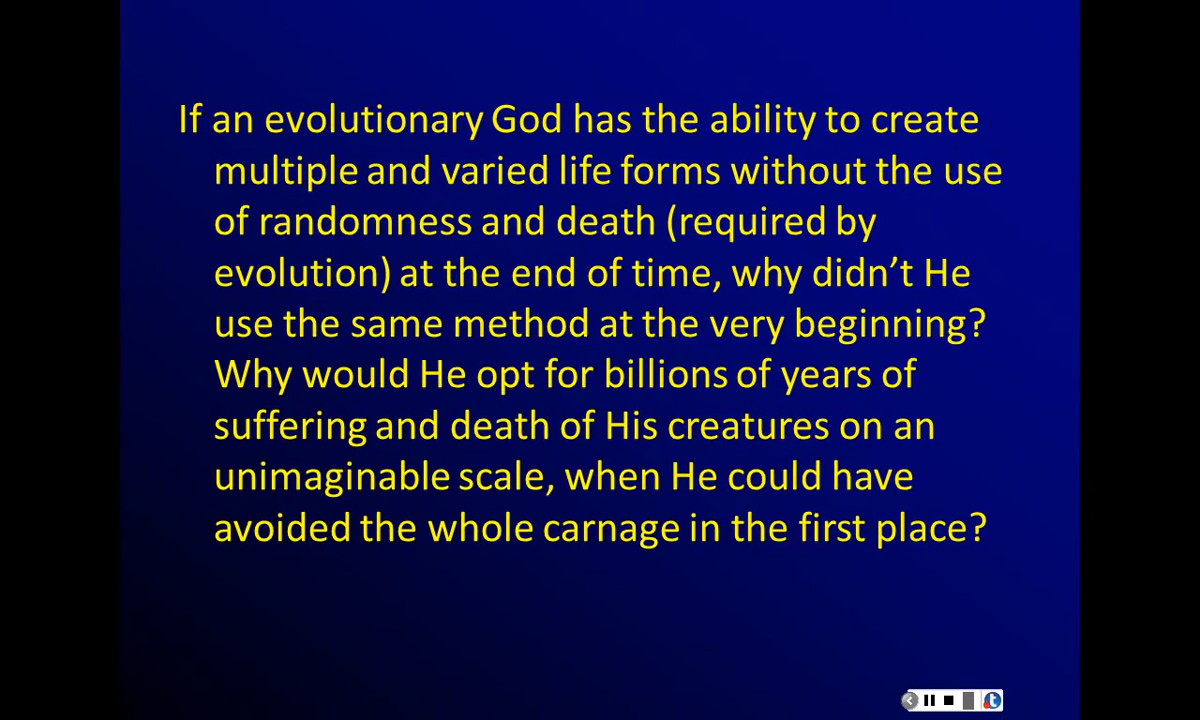 If an evolutionary God has the ability to create
multiple and varied life forms without the use
of randomness and death (required by
evolution) at the end of time, why didn’t He
use the same method at the very beginning?
Why would He opt for billions of years of
suffering and death of His creatures on an
unimaginable scale, when He could have
avoided the whole carnage in the first place?
t